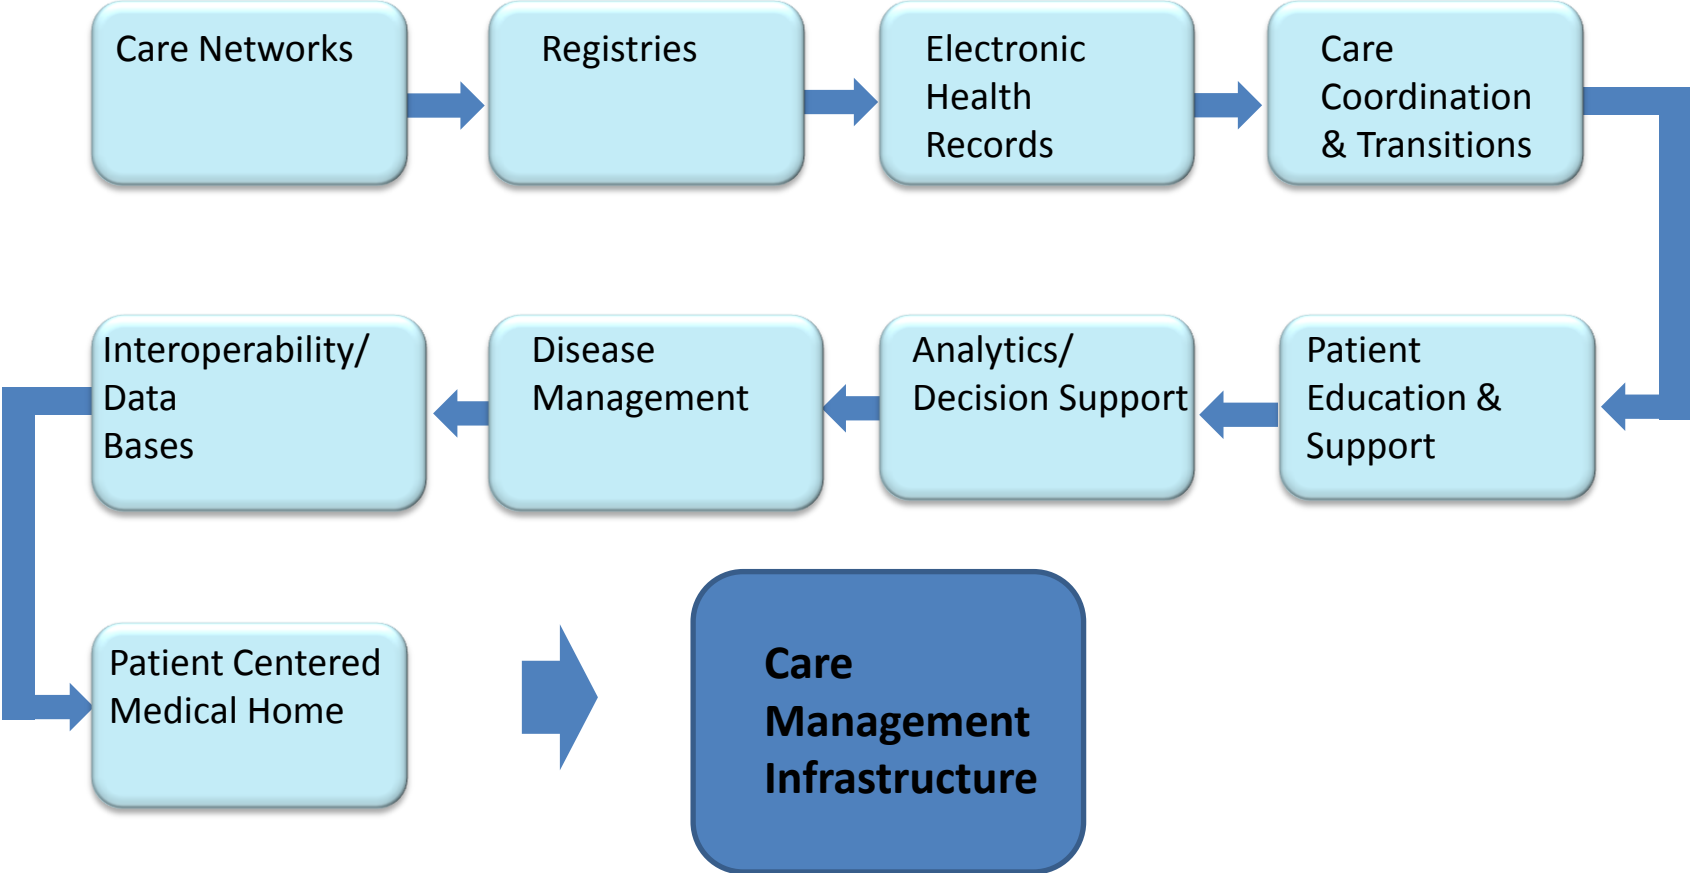 Care Networks
Registries
Electronic
Health
Records
Care
Coordination
& Transitions
Interoperability/
Data
Bases
Disease
Management
Analytics/
Decision Support
Patient
Education &
Support
Patient Centered
Medical Home
Care
Management
Infrastructure